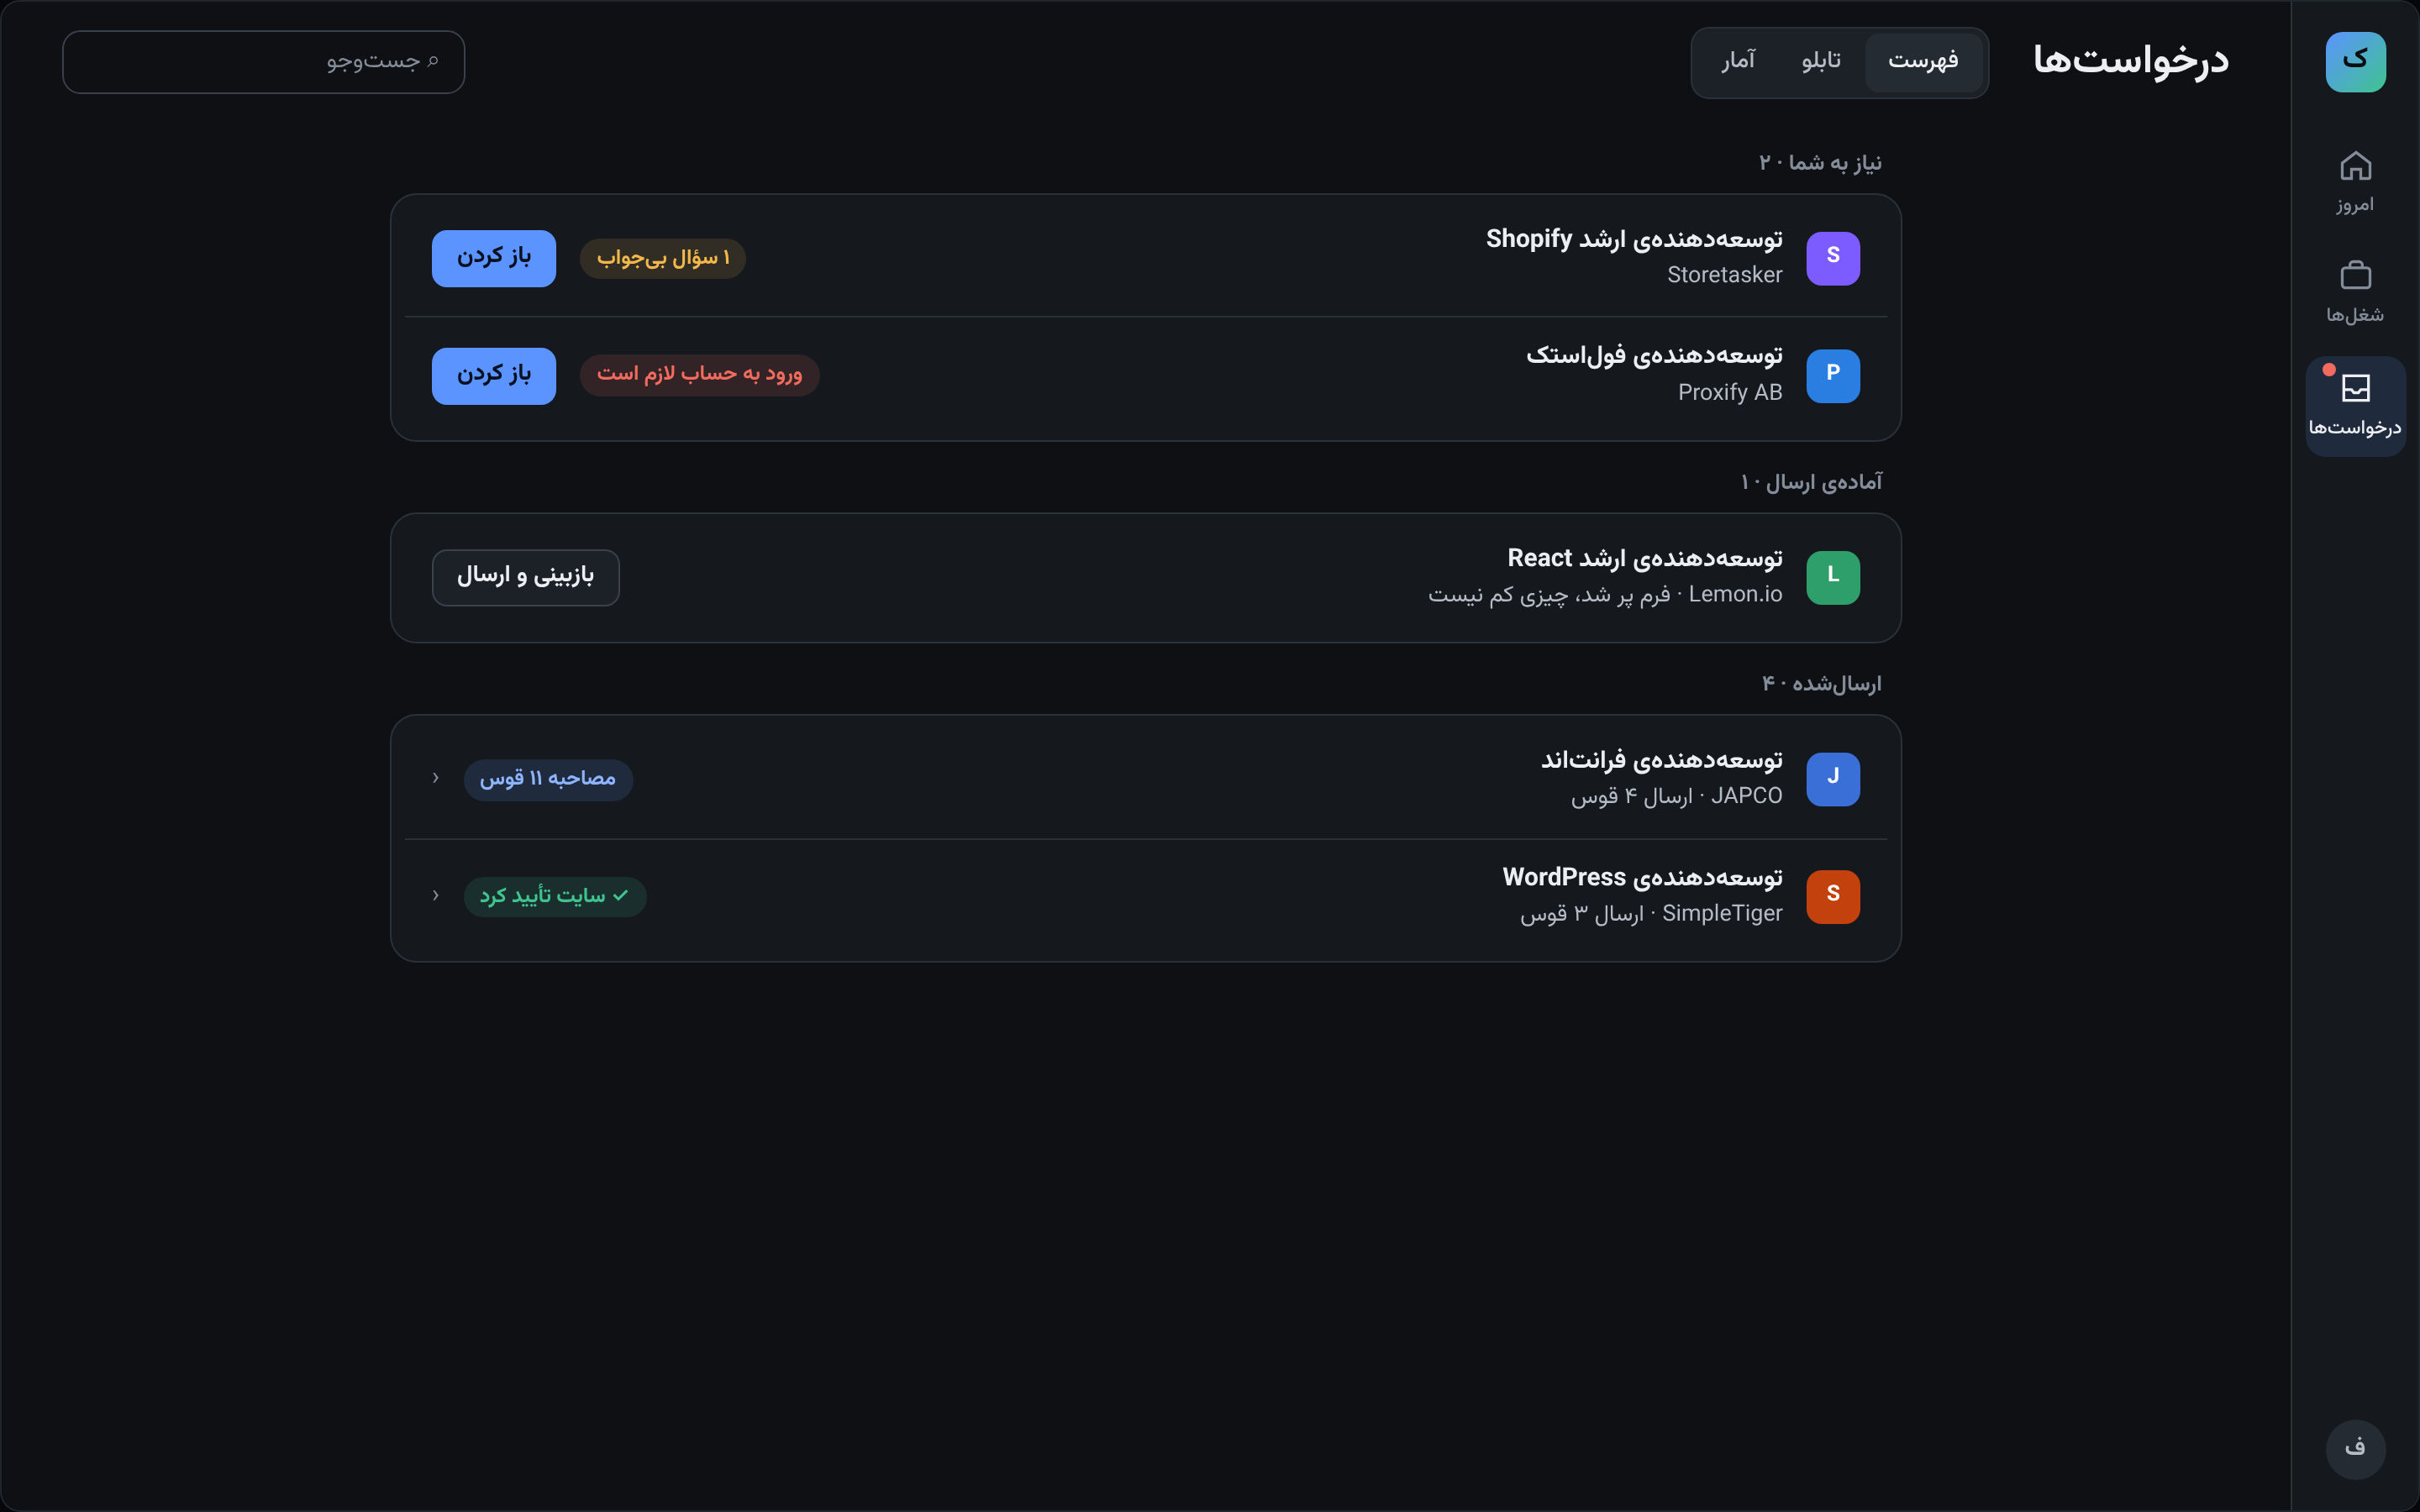 ک
امروز
شغل‌ها
درخواست‌ها
ف
درخواست‌ها
فهرست
تابلو
آمار
جست‌وجو
نیاز به شما · ۲
S
توسعه‌دهنده‌ی ارشد Shopify
Storetasker
۱ سؤال بی‌جواب
باز کردن
P
توسعه‌دهنده‌ی فول‌استک
Proxify AB
ورود به حساب لازم است
باز کردن
آماده‌ی ارسال · ۱
L
توسعه‌دهنده‌ی ارشد React
Lemon.io · فرم پر شد، چیزی کم نیست
بازبینی و ارسال
ارسال‌شده · ۴
J
توسعه‌دهنده‌ی فرانت‌اند
JAPCO · ارسال ۴ قوس
مصاحبه ۱۱ قوس
S
توسعه‌دهنده‌ی WordPress
SimpleTiger · ارسال ۳ قوس
✓ سایت تأیید کرد